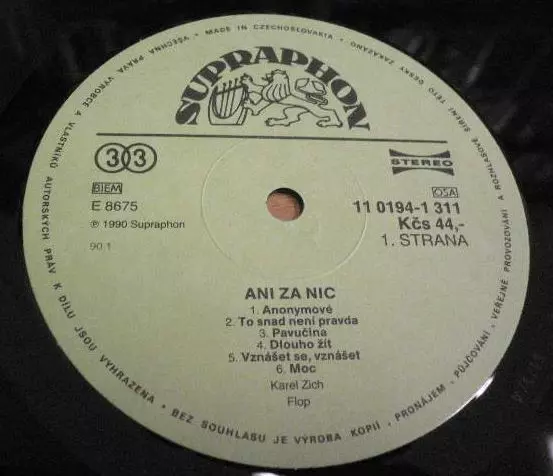 SUPRAPHON
• MADE IN CZECHOSLOVAKIA •
VŠECHNA PRÁVA VÝROBCE A VLASTNÍKŮ AUTORSKÝCH PRÁV K DÍLU JSOU VYHRAZENA • BEZ SOUHLASU JE VÝROBA KOPIÍ, PRONÁJEM, PŮJČOVÁNÍ, VEŘEJNÉ PROVOZOVÁNÍ A ROZHLASOVÉ ŠÍŘENÍ TÉTO DESKY ZAKÁZÁNO
33
STEREO
BIEM
OSA
E 8675
11 0194-1 311
℗ 1990 Supraphon
Kčs 44,-
90 1
1. STRANA
ANI ZA NIC
1. Anonymové
2. To snad není pravda
3. Pavučina
4. Dlouho žít
5. Vznášet se, vznášet
6. Moc
Karel Zich
Flop